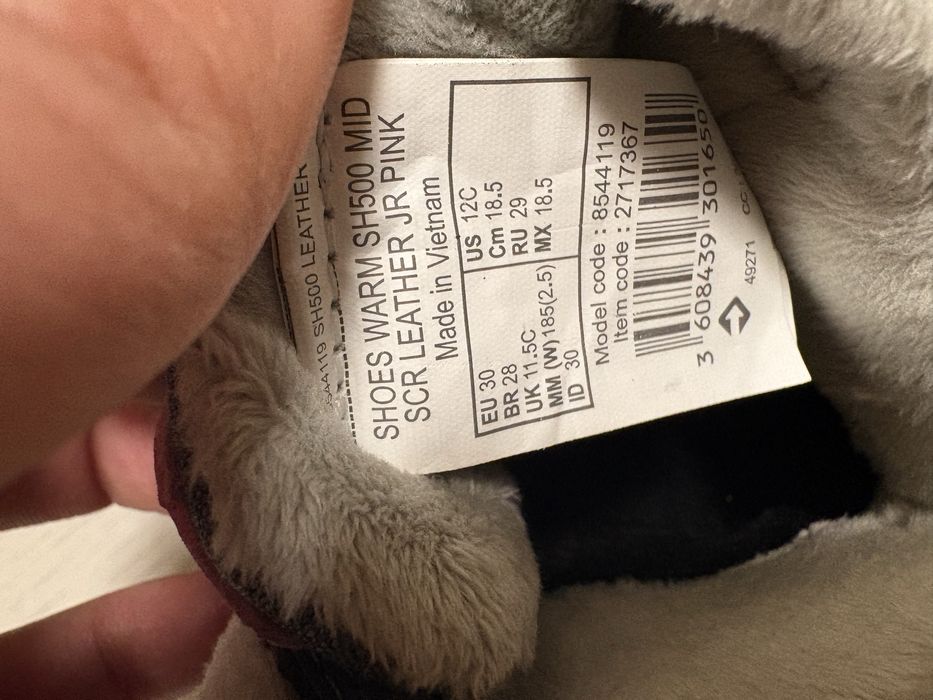 544119 SH500 LEATHER
SHOES WARM SH500 MID
SCR LEATHER JR PINK
Made in Vietnam
EU 30 US 12C
BR 28 Cm 18.5
UK 11.5C RU 29
MM (W)185(2.5) MX 18.5
ID 30
Model code : 8544119
Item code : 2717367
3 608439 301650
49271 CC